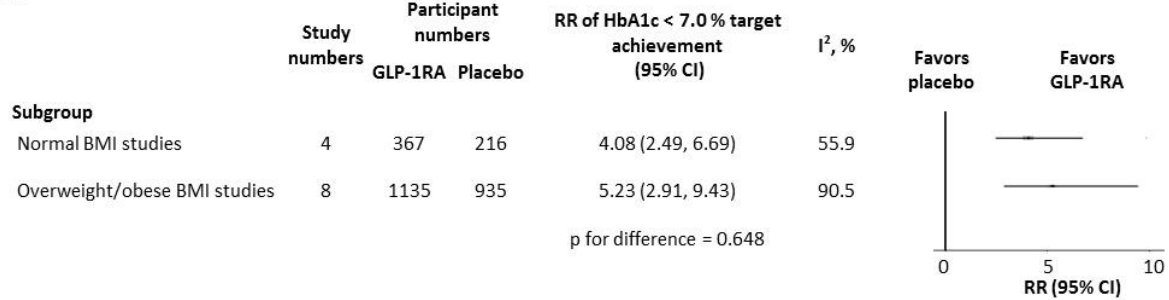 Study numbers Participant numbers RR of HbA1c < 7.0 % target achievement (95% CI) I², % Favors placebo Favors GLP-1RA
GLP-1RA Placebo
Subgroup
Normal BMI studies 4 367 216 4.08 (2.49, 6.69) 55.9
Overweight/obese BMI studies 8 1135 935 5.23 (2.91, 9.43) 90.5
p for difference = 0.648
0 5 10
RR (95% CI)